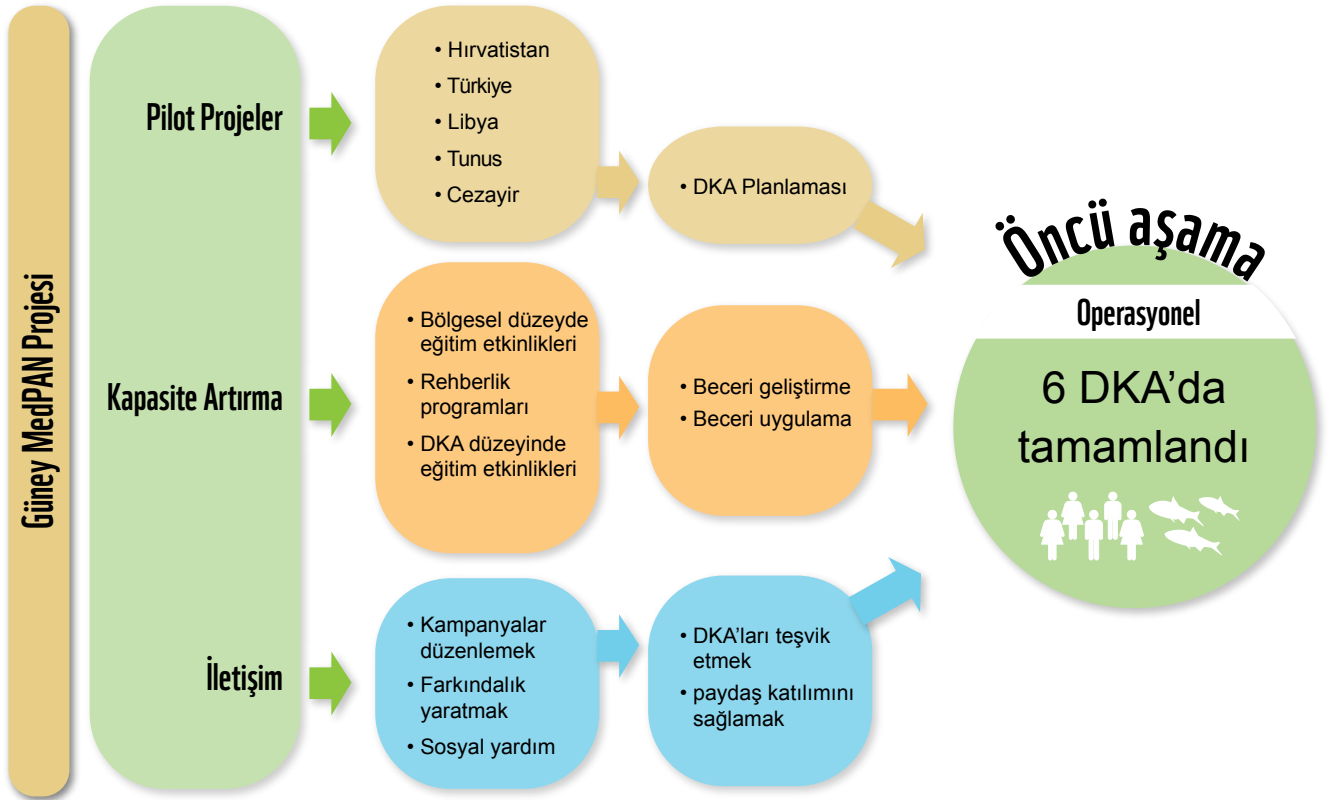 Güney MedPAN Projesi
Pilot Projeler
• Hırvatistan
• Türkiye
• Libya
• Tunus
• Cezayir
• DKA Planlaması
Kapasite Artırma
• Bölgesel düzeyde
eğitim etkinlikleri
• Rehberlik
programları
• DKA düzeyinde
eğitim etkinlikleri
• Beceri geliştirme
• Beceri uygulama
İletişim
• Kampanyalar
düzenlemek
• Farkındalık
yaratmak
• Sosyal yardım
• DKA’ları teşvik
etmek
• paydaş katılımını
sağlamak
Öncü aşama
Operasyonel
6 DKA’da
tamamlandı